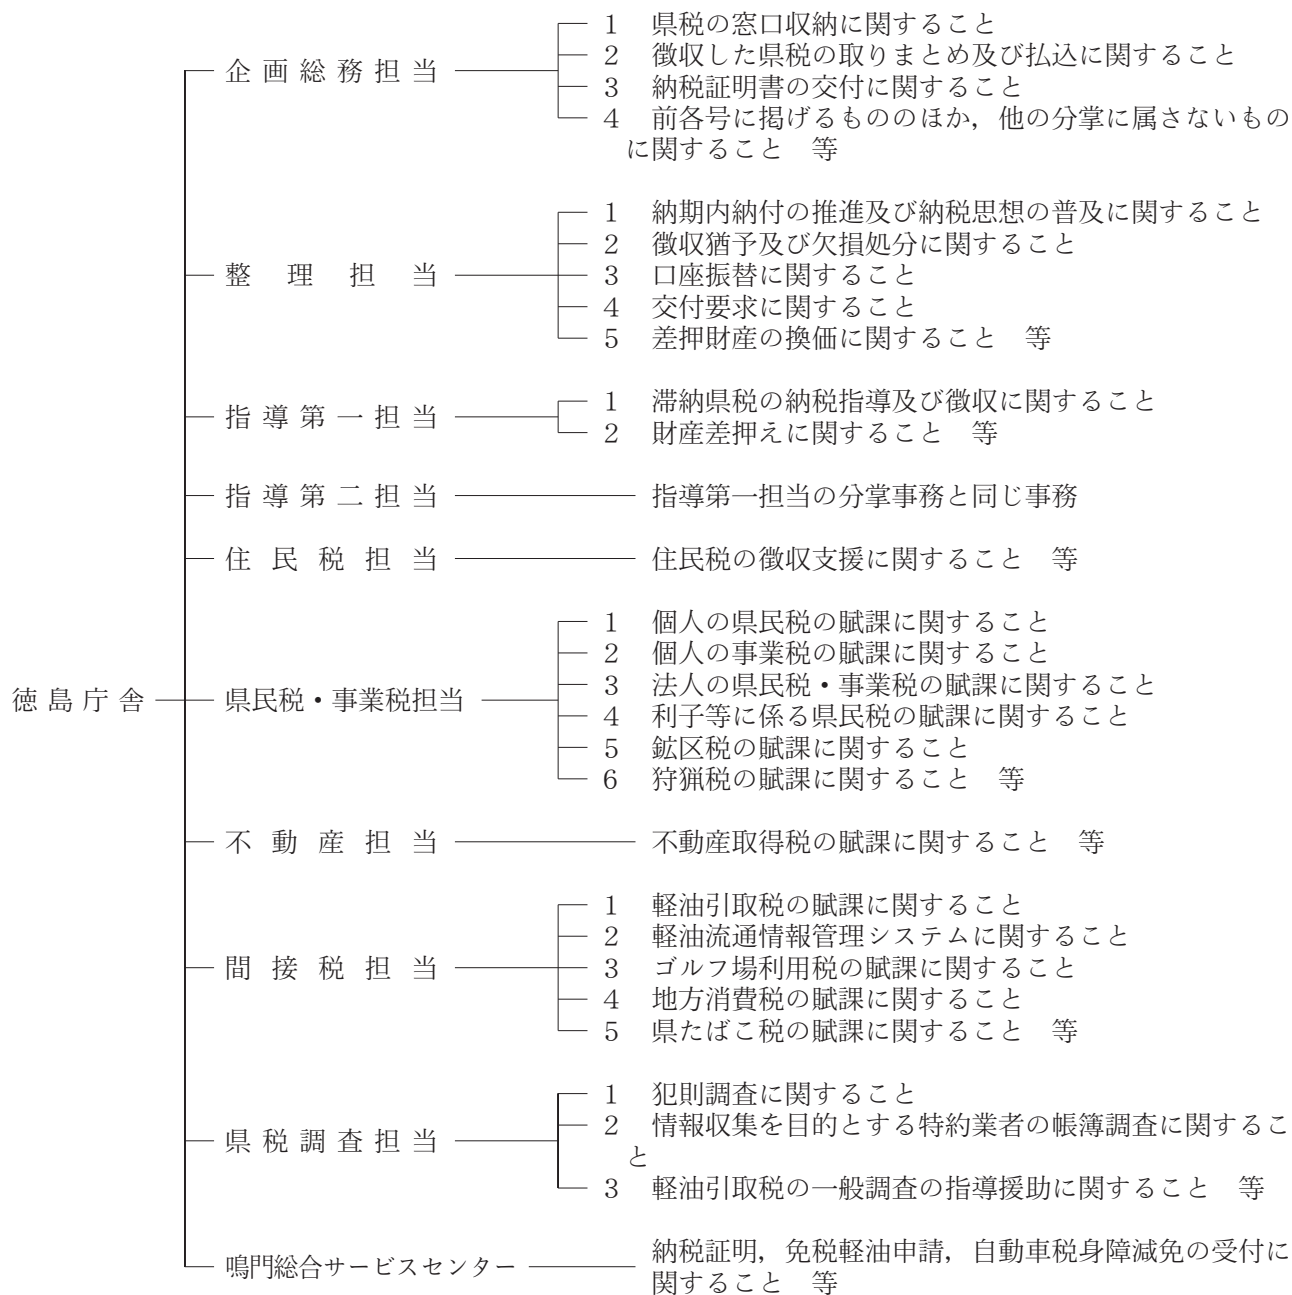 徳島庁舎
企画総務担当
1 県税の窓口収納に関すること
2 徴収した県税の取りまとめ及び払込に関すること
3 納税証明書の交付に関すること
4 前各号に掲げるもののほか，他の分掌に属さないもの
に関すること 等
整理担当
1 納期内納付の推進及び納税思想の普及に関すること
2 徴収猶予及び欠損処分に関すること
3 口座振替に関すること
4 交付要求に関すること
5 差押財産の換価に関すること 等
指導第一担当
1 滞納県税の納税指導及び徴収に関すること
2 財産差押えに関すること 等
指導第二担当
指導第一担当の分掌事務と同じ事務
住民税担当
住民税の徴収支援に関すること 等
県民税・事業税担当
1 個人の県民税の賦課に関すること
2 個人の事業税の賦課に関すること
3 法人の県民税・事業税の賦課に関すること
4 利子等に係る県民税の賦課に関すること
5 鉱区税の賦課に関すること
6 狩猟税の賦課に関すること 等
不動産担当
不動産取得税の賦課に関すること 等
間接税担当
1 軽油引取税の賦課に関すること
2 軽油流通情報管理システムに関すること
3 ゴルフ場利用税の賦課に関すること
4 地方消費税の賦課に関すること
5 県たばこ税の賦課に関すること 等
県税調査担当
1 犯則調査に関すること
2 情報収集を目的とする特約業者の帳簿調査に関するこ
と
3 軽油引取税の一般調査の指導援助に関すること 等
鳴門総合サービスセンター
納税証明，免税軽油申請，自動車税身障減免の受付に
関すること 等